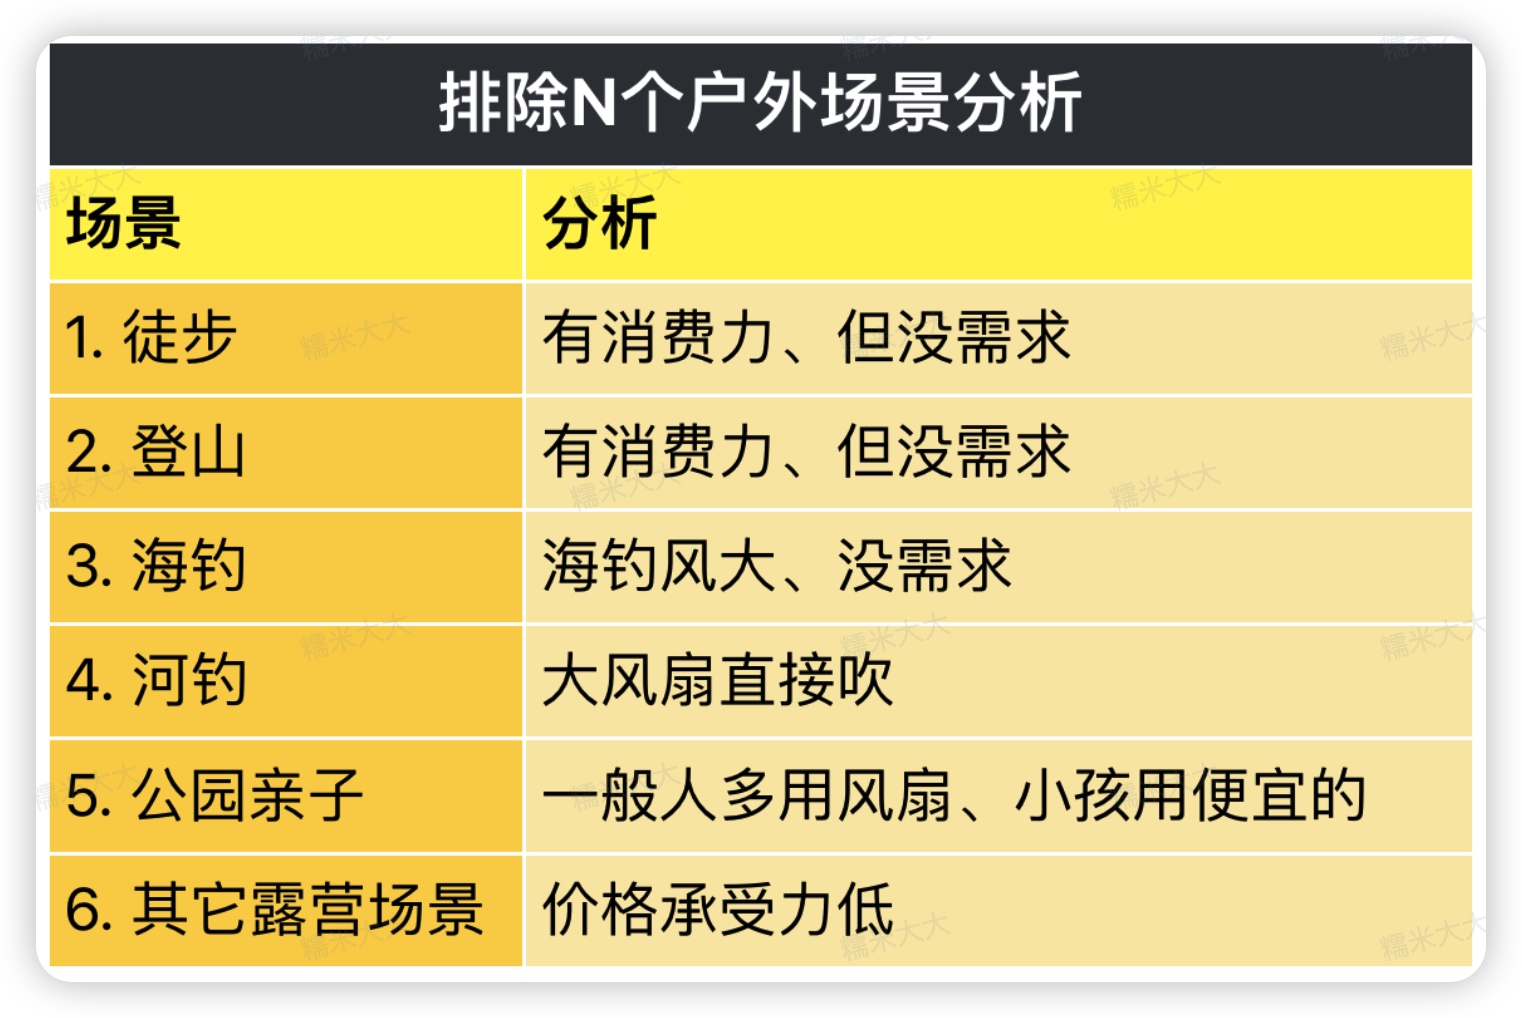 排除N个户外场景分析
场景 分析
1. 徒步 有消费力、但没需求
2. 登山 有消费力、但没需求
3. 海钓 海钓风大、没需求
4. 河钓 大风扇直接吹
5. 公园亲子 一般人多用风扇、小孩用便宜的
6. 其它露营场景 价格承受力低
糯米大大